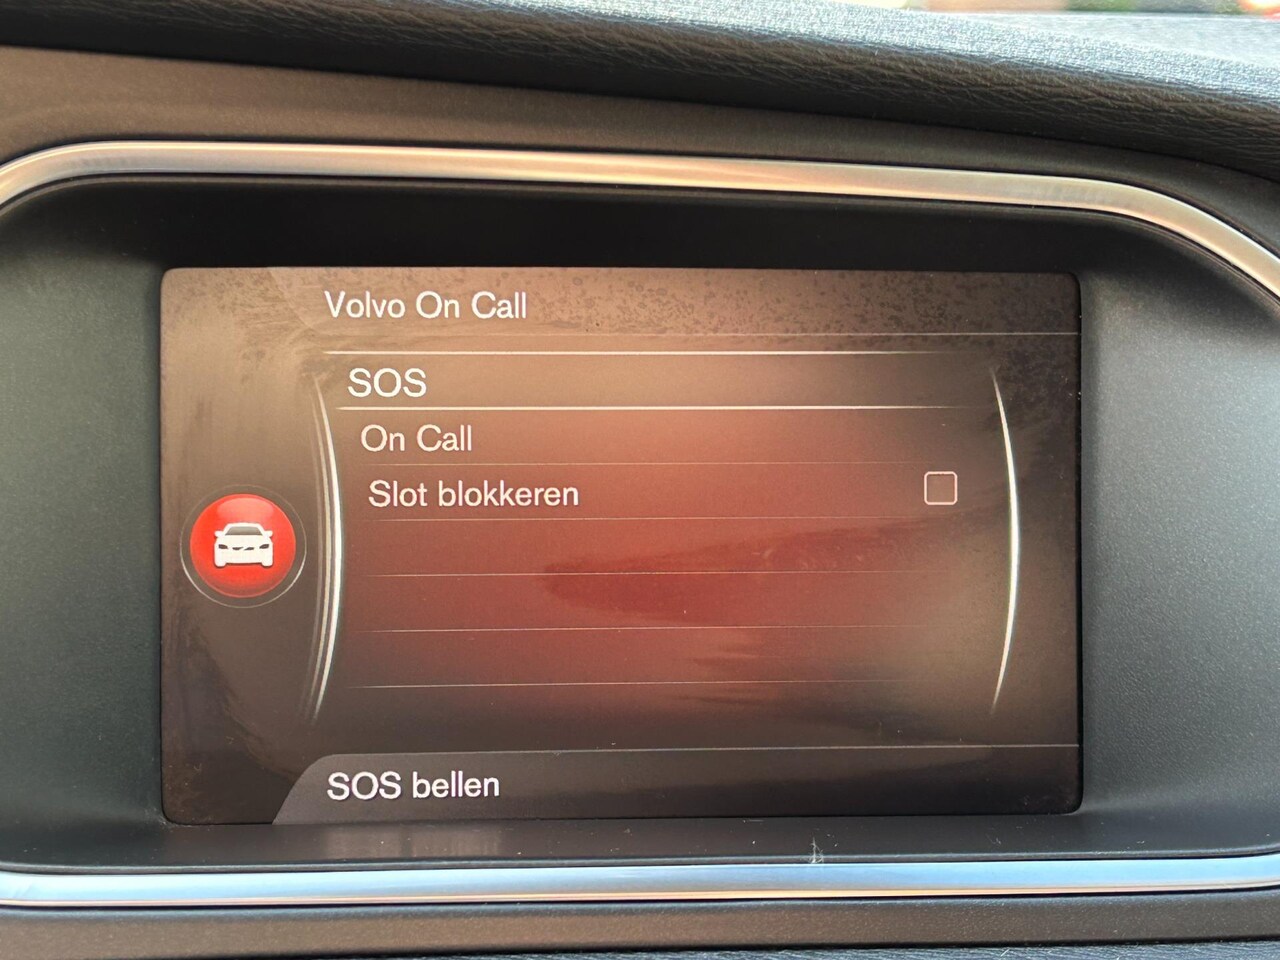 Volvo On Call
SOS
On Call
Slot blokkeren
SOS bellen